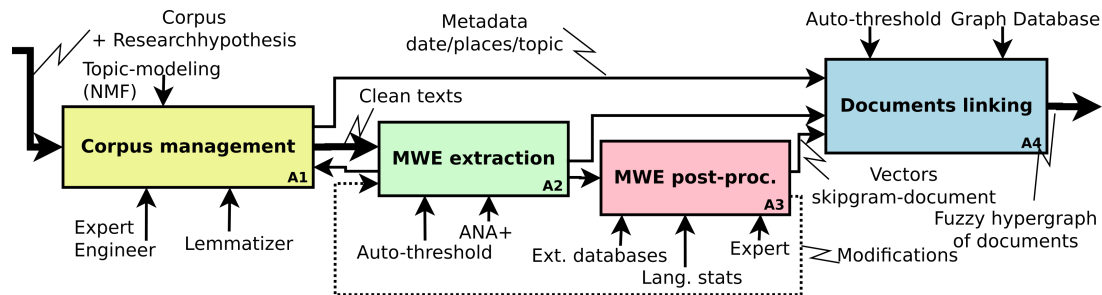 Corpus
+ Researchhypothesis
Topic-modeling
(NMF)
Corpus management
A1
Expert
Engineer
Lemmatizer
Metadata
date/places/topic
Clean texts
MWE extraction
A2
Auto-threshold
ANA+
MWE post-proc.
A3
Ext. databases
Lang. stats
Expert
Auto-threshold
Graph Database
Documents linking
A4
Vectors
skipgram-document
Fuzzy hypergraph
of documents
Modifications